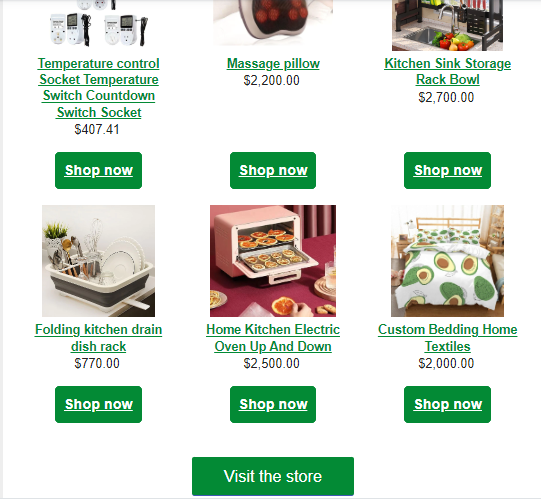 Temperature control
Socket Temperature
Switch Countdown
Switch Socket
$407.41
Shop now
Massage pillow
$2,200.00
Shop now
Kitchen Sink Storage
Rack Bowl
$2,700.00
Shop now
Folding kitchen drain
dish rack
$770.00
Shop now
Home Kitchen Electric
Oven Up And Down
$2,500.00
Shop now
Custom Bedding Home
Textiles
$2,000.00
Shop now
Visit the store